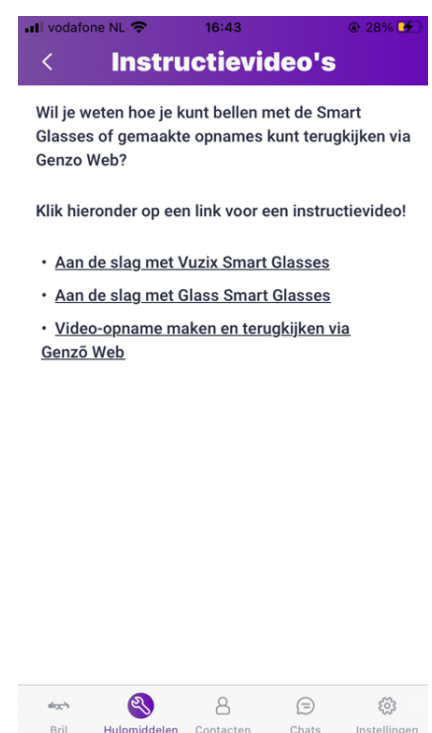 vodafone NL 16:43 28%
Instructievideo's
Wil je weten hoe je kunt bellen met de Smart
Glasses of gemaakte opnames kunt terugkijken via
Genzo Web?
Klik hieronder op een link voor een instructievideo!
• Aan de slag met Vuzix Smart Glasses
• Aan de slag met Glass Smart Glasses
• Video-opname maken en terugkijken via
Genzõ Web
Bril Hulpmiddelen Contacten Chats Instellingen